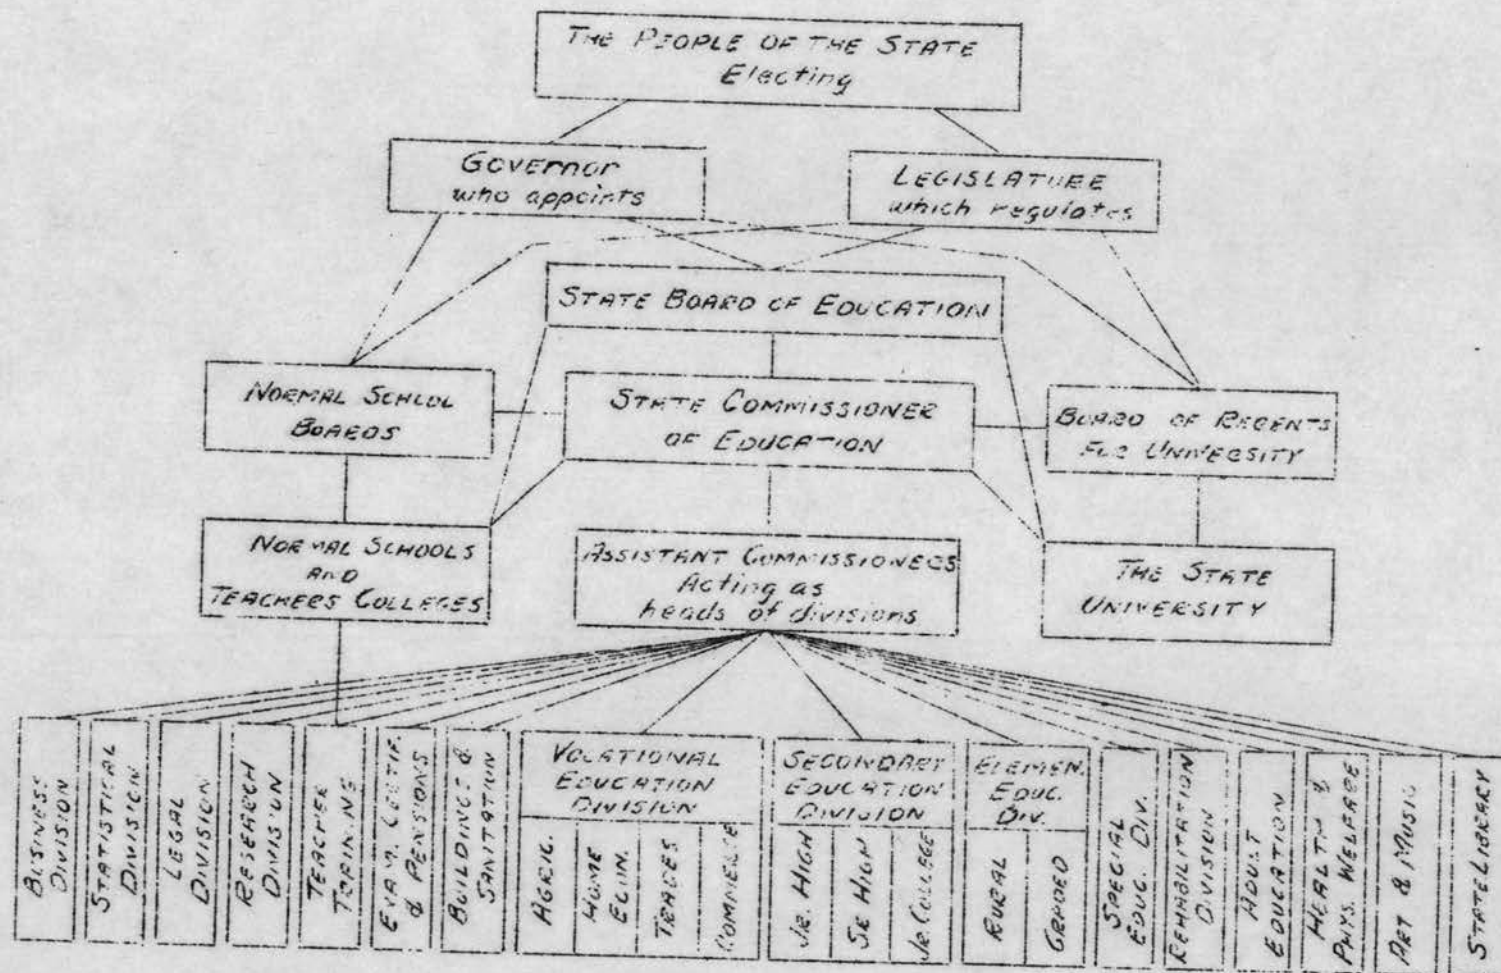 THE PEOPLE OF THE STATE
Electing
GOVERNOR
who appoints
LEGISLATURE
which regulates
STATE BOARD OF EDUCATION
NORMAL SCHOOL
BOARDS
STATE COMMISSIONER
OF EDUCATION
BOARD OF REGENTS
FOR UNIVERSITY
NORMAL SCHOOLS
AND
TEACHERS COLLEGES
ASSISTANT COMMISSIONERS
Acting as
heads of divisions
THE STATE
UNIVERSITY
BUSINESS
DIVISION
STATISTICAL
DIVISION
LEGAL
DIVISION
RESEARCH
DIVISION
TEACHER
TRAINING
EXAM. CERTIF.
& PENSIONS
BUILDINGS &
SANITATION
VOCATIONAL
EDUCATION
DIVISION
AGRIC.
HOME
ECON.
TRADES
COMMERCE
SECONDARY
EDUCATION
DIVISION
JR. HIGH
SR HIGH
JR. COLLEGE
ELEMEN.
EDUC.
DIV.
RURAL
GRADED
SPECIAL
EDUC. DIV.
REHABILITATION
DIVISION
ADULT
EDUCATION
HEALTH &
PHYS. WELFARE
ART & MUSIC
STATE LIBRARY